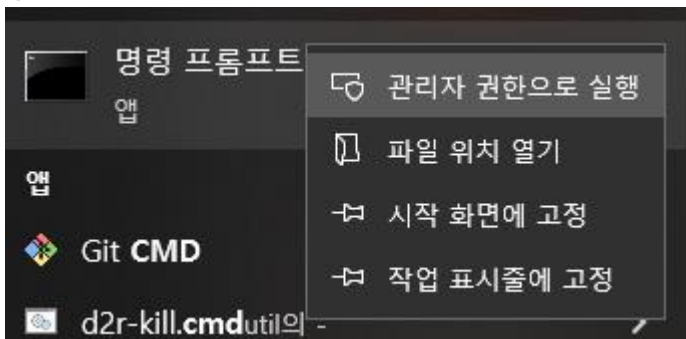 명령 프롬프트
앱
관리자 권한으로 실행
파일 위치 열기
시작 화면에 고정
작업 표시줄에 고정
앱
Git CMD
d2r-kill.cmdutil의 -